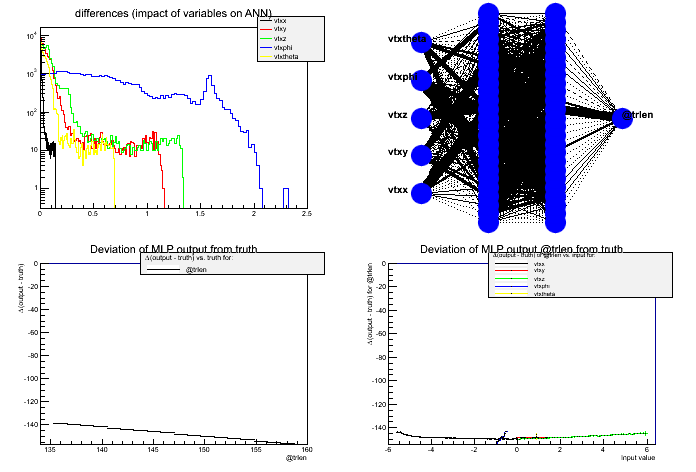 differences (impact of variables on ANN)
vtxx
vtxy
vtxz
vtxphi
vtxtheta
10⁴
10³
10²
10
1
0 0.5 1 1.5 2 2.5
vtxtheta
vtxphi
vtxz
vtxy
vtxx
@trlen
Deviation of MLP output from truth
Δ(output - truth) vs. truth for:
@trlen
Δ(output - truth)
0
-20
-40
-60
-80
-100
-120
-140
135 140 145 150 155 160
@trlen
Deviation of MLP output @trlen from truth
Δ(output - truth) of @trlen vs. input for:
vtxx
vtxy
vtxz
vtxphi
vtxtheta
Δ(output - truth) for @trlen
0
-20
-40
-60
-80
-100
-120
-140
-6 -4 -2 0 2 4 6
Input value